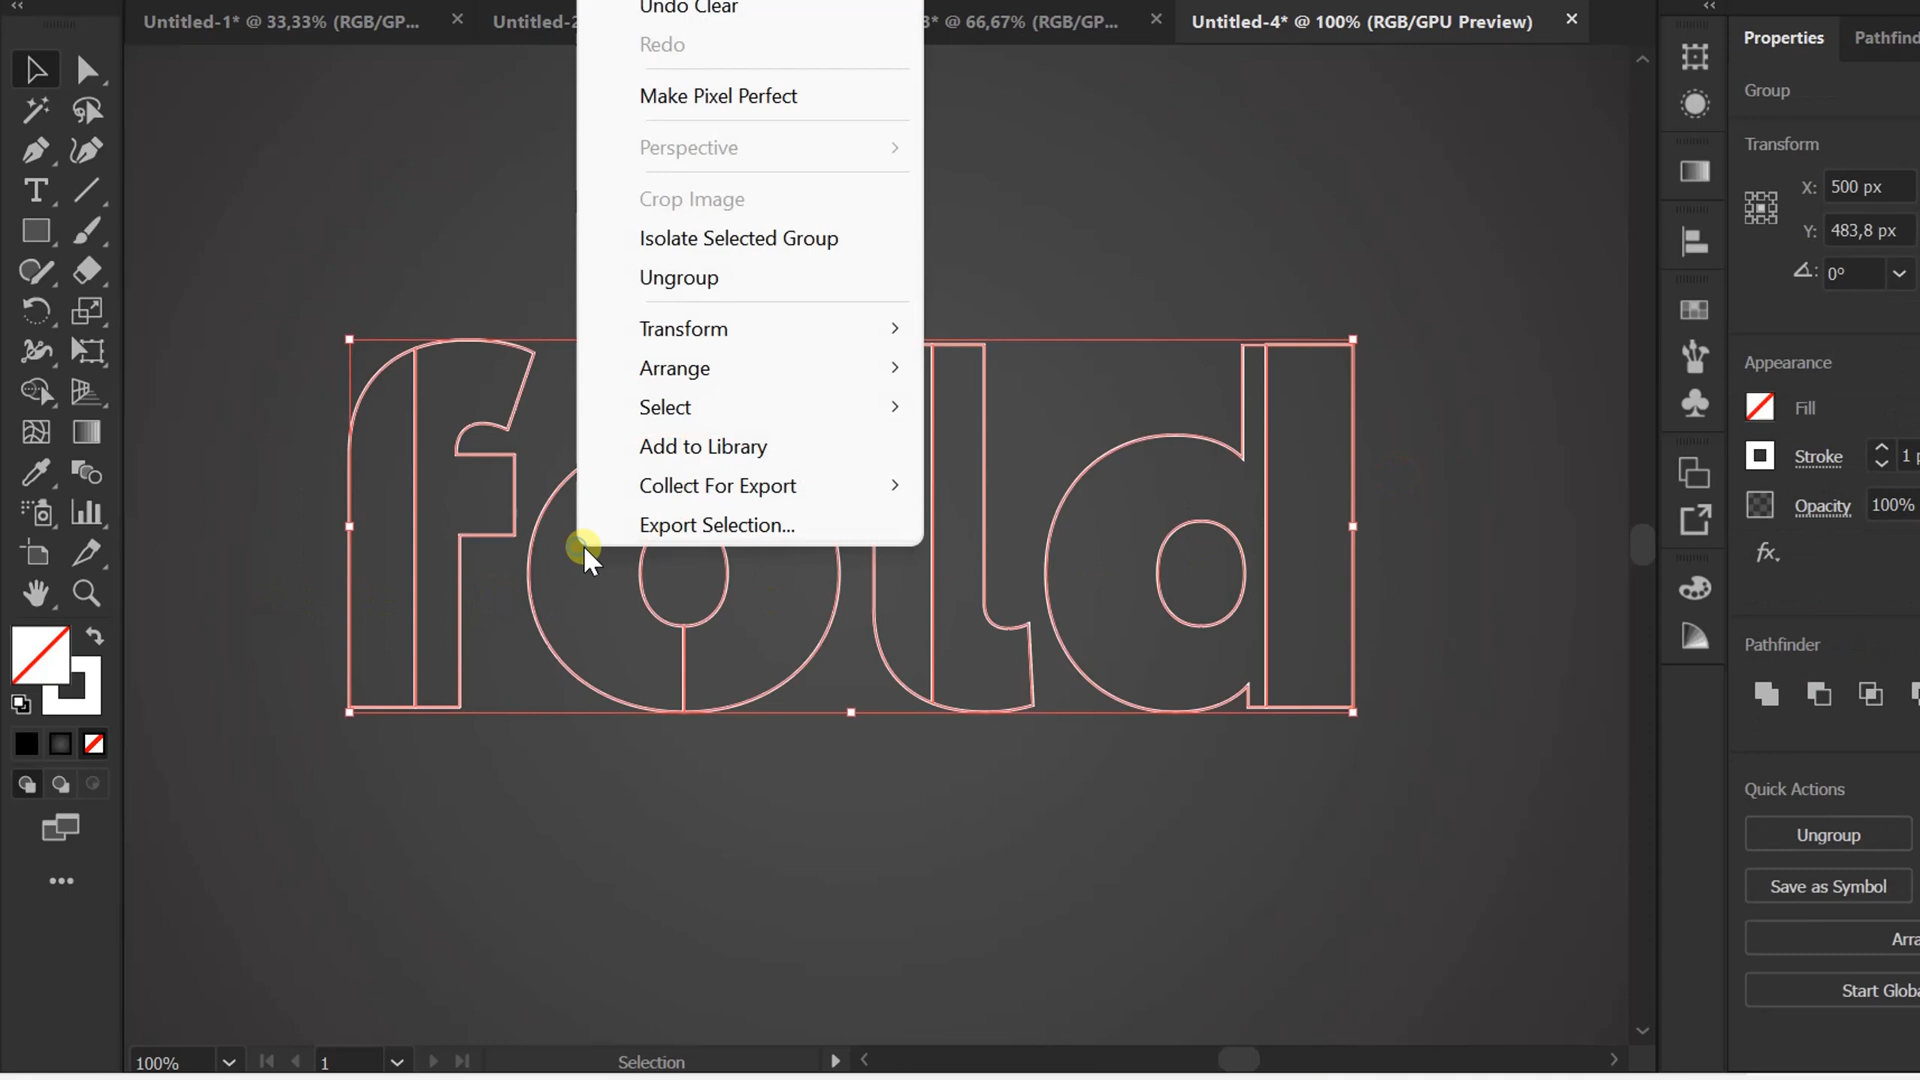 Untitled-1* @ 33,33% (RGB/GP...
Untitled-2
3* @ 66,67% (RGB/GP...
Untitled-4* @ 100% (RGB/GPU Preview)
Undo Clear
Redo
Make Pixel Perfect
Perspective
Crop Image
Isolate Selected Group
Ungroup
Transform
Arrange
Select
Add to Library
Collect For Export
Export Selection...
fold
Properties
Pathfind
Group
Transform
X: 500 px
Y: 483,8 px
0°
Appearance
Fill
Stroke
1 p
Opacity
100%
fx.
Pathfinder
Quick Actions
Ungroup
Save as Symbol
Arra
Start Globa
100%
1
Selection